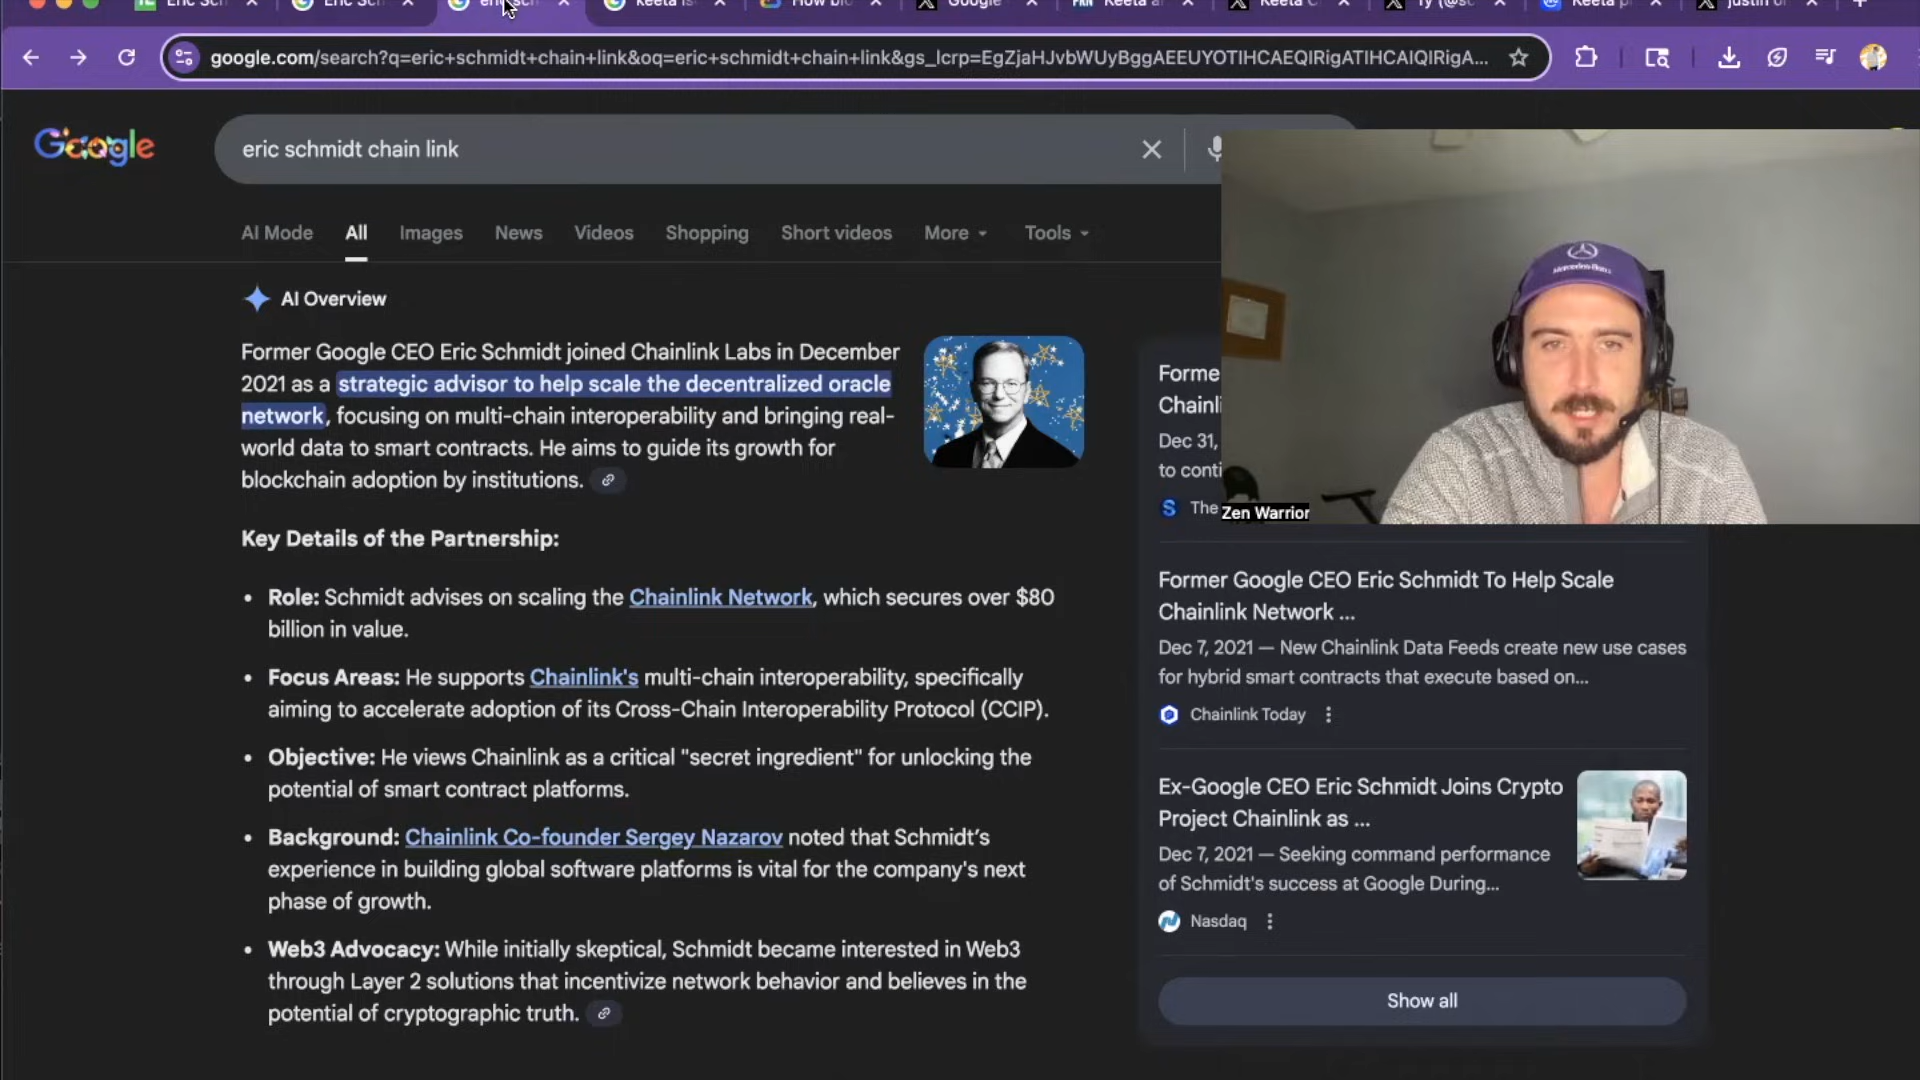 google.com/search?q=eric+schmidt+chain+link&oq=eric+schmidt+chain+link&gs_lcrp=EgZjaHJvbWUyBggAEEUYOTIHCAEQIRigATIHCAIQIRigA...
Google
eric schmidt chain link
AI Mode
All
Images
News
Videos
Shopping
Short videos
More
Tools
AI Overview
Former Google CEO Eric Schmidt joined Chainlink Labs in December
2021 as a strategic advisor to help scale the decentralized oracle
network, focusing on multi-chain interoperability and bringing real-
world data to smart contracts. He aims to guide its growth for
blockchain adoption by institutions.
Key Details of the Partnership:
• Role: Schmidt advises on scaling the Chainlink Network, which secures over $80
billion in value.
• Focus Areas: He supports Chainlink's multi-chain interoperability, specifically
aiming to accelerate adoption of its Cross-Chain Interoperability Protocol (CCIP).
• Objective: He views Chainlink as a critical "secret ingredient" for unlocking the
potential of smart contract platforms.
• Background: Chainlink Co-founder Sergey Nazarov noted that Schmidt’s
experience in building global software platforms is vital for the company's next
phase of growth.
• Web3 Advocacy: While initially skeptical, Schmidt became interested in Web3
through Layer 2 solutions that incentivize network behavior and believes in the
potential of cryptographic truth.
Mercedes-Benz
Zen Warrior
Forme
Chainli
Dec 31,
to conti
The
Former Google CEO Eric Schmidt To Help Scale
Chainlink Network ...
Dec 7, 2021 — New Chainlink Data Feeds create new use cases
for hybrid smart contracts that execute based on...
Chainlink Today
Ex-Google CEO Eric Schmidt Joins Crypto
Project Chainlink as ...
Dec 7, 2021 — Seeking command performance
of Schmidt's success at Google During...
Nasdaq
Show all